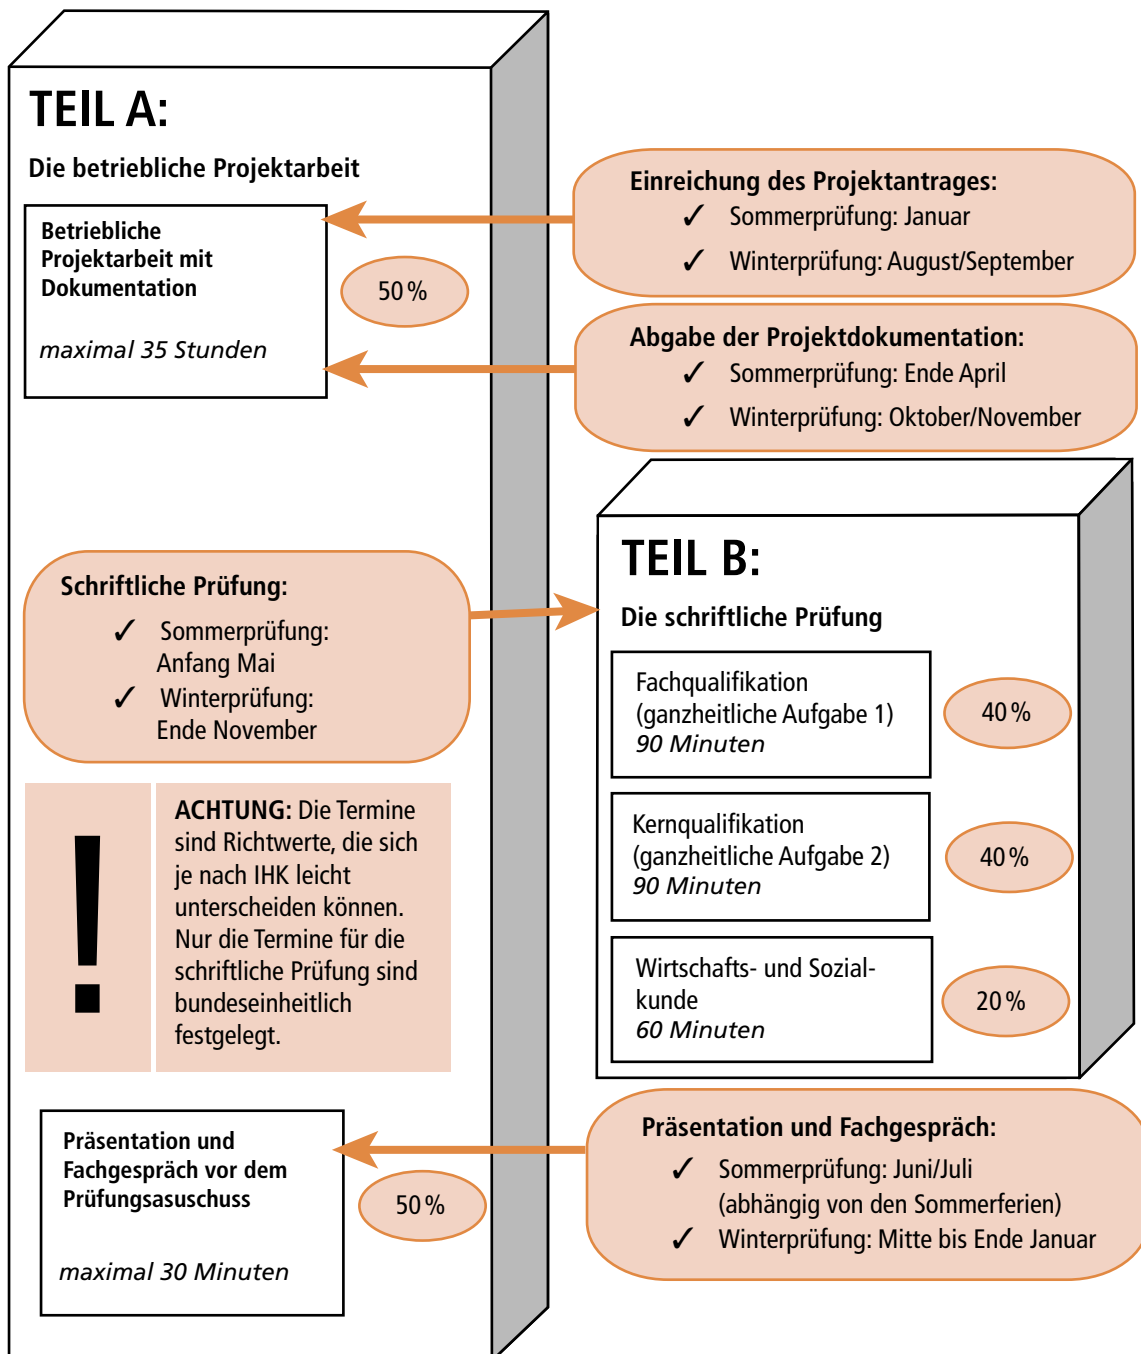 TEIL A:
Die betriebliche Projektarbeit
Betriebliche
Projektarbeit mit
Dokumentation
maximal 35 Stunden
50 %
Einreichung des Projektantrages:
✓ Sommerprüfung: Januar
✓ Winterprüfung: August/September
Abgabe der Projektdokumentation:
✓ Sommerprüfung: Ende April
✓ Winterprüfung: Oktober/November
Schriftliche Prüfung:
✓ Sommerprüfung:
Anfang Mai
✓ Winterprüfung:
Ende November
TEIL B:
Die schriftliche Prüfung
Fachqualifikation
(ganzheitliche Aufgabe 1)
90 Minuten
40 %
Kernqualifikation
(ganzheitliche Aufgabe 2)
90 Minuten
40 %
Wirtschafts- und Sozial-
kunde
60 Minuten
20 %
!
ACHTUNG: Die Termine
sind Richtwerte, die sich
je nach IHK leicht
unterscheiden können.
Nur die Termine für die
schriftliche Prüfung sind
bundeseinheitlich
festgelegt.
Präsentation und
Fachgespräch vor dem
Prüfungsasuschuss
maximal 30 Minuten
50 %
Präsentation und Fachgespräch:
✓ Sommerprüfung: Juni/Juli
(abhängig von den Sommerferien)
✓ Winterprüfung: Mitte bis Ende Januar